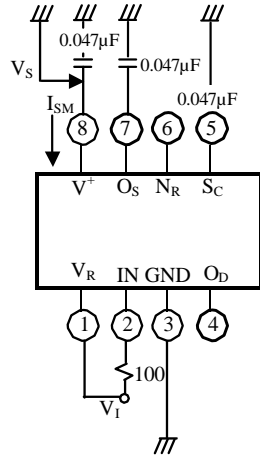 0.047μF
V_S
0.047μF
0.047μF
I_SM
8
7
6
5
V⁺
O_S
N_R
S_C
V_R
IN
GND
O_D
1
2
3
4
100
V_I